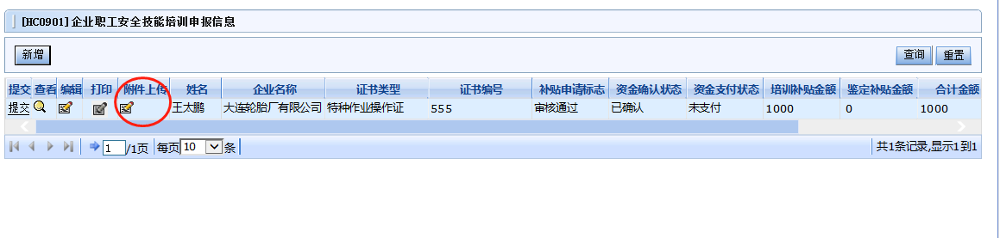 [HC0901]企业职工安全技能培训申报信息
新增 查询 重置
提交 查看 编辑 打印 附件上传 姓名 企业名称 证书类型 证书编号 补贴申请标志 资金确认状态 资金支付状态 培训补贴金额 鉴定补贴金额 合计金额
提交 王太鹏 大连轮胎厂有限公司 特种作业操作证 555 审核通过 已确认 未支付 1000 0 1000
1 /1页 每页 10 条 共1条记录,显示1到1